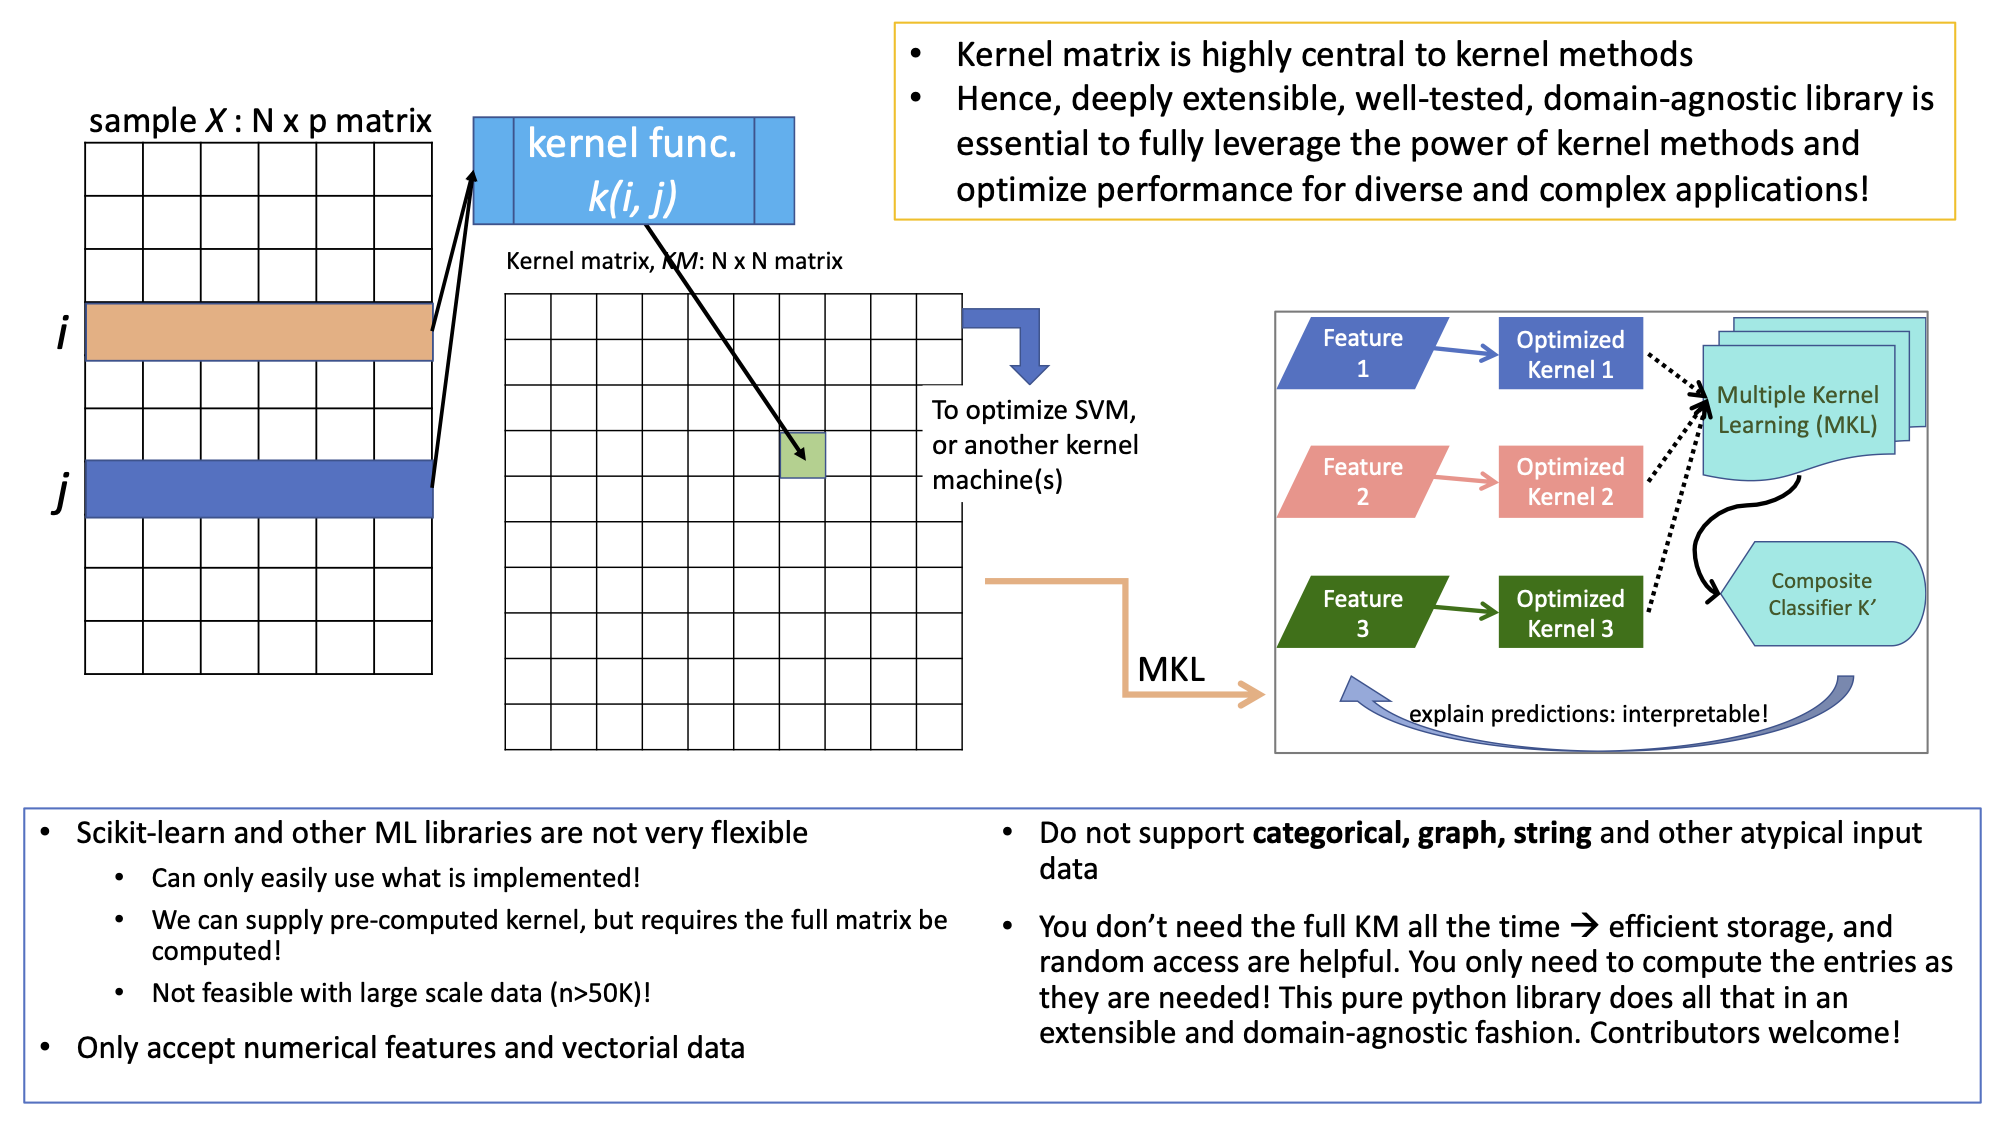 • Kernel matrix is highly central to kernel methods
• Hence, deeply extensible, well-tested, domain-agnostic library is
essential to fully leverage the power of kernel methods and
optimize performance for diverse and complex applications!
sample X : N x p matrix
kernel func.
k(i, j)
i
j
Kernel matrix, KM: N x N matrix
To optimize SVM,
or another kernel
machine(s)
MKL
Feature
1
Optimized
Kernel 1
Feature
2
Optimized
Kernel 2
Feature
3
Optimized
Kernel 3
Multiple Kernel
Learning (MKL)
Composite
Classifier K’
explain predictions: interpretable!
• Scikit-learn and other ML libraries are not very flexible
• Can only easily use what is implemented!
• We can supply pre-computed kernel, but requires the full matrix be
computed!
• Not feasible with large scale data (n>50K)!
• Only accept numerical features and vectorial data
• Do not support categorical, graph, string and other atypical input
data
• You don’t need the full KM all the time → efficient storage, and
random access are helpful. You only need to compute the entries as
they are needed! This pure python library does all that in an
extensible and domain-agnostic fashion. Contributors welcome!